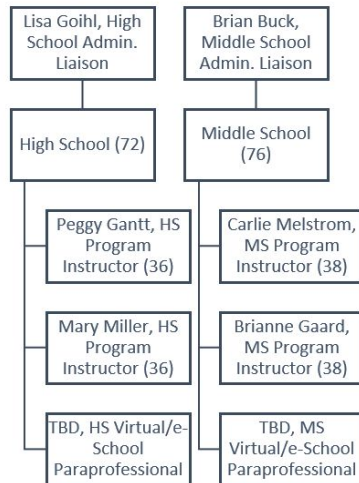 Lisa Goihl, High
School Admin.
Liaison
High School (72)
Peggy Gantt, HS
Program
Instructor (36)
Mary Miller, HS
Program
Instructor (36)
TBD, HS Virtual/e-
School
Paraprofessional
Brian Buck,
Middle School
Admin. Liaison
Middle School
(76)
Carlie Melstrom,
MS Program
Instructor (38)
Brianne Gaard,
MS Program
Instructor (38)
TBD, MS
Virtual/e-School
Paraprofessional